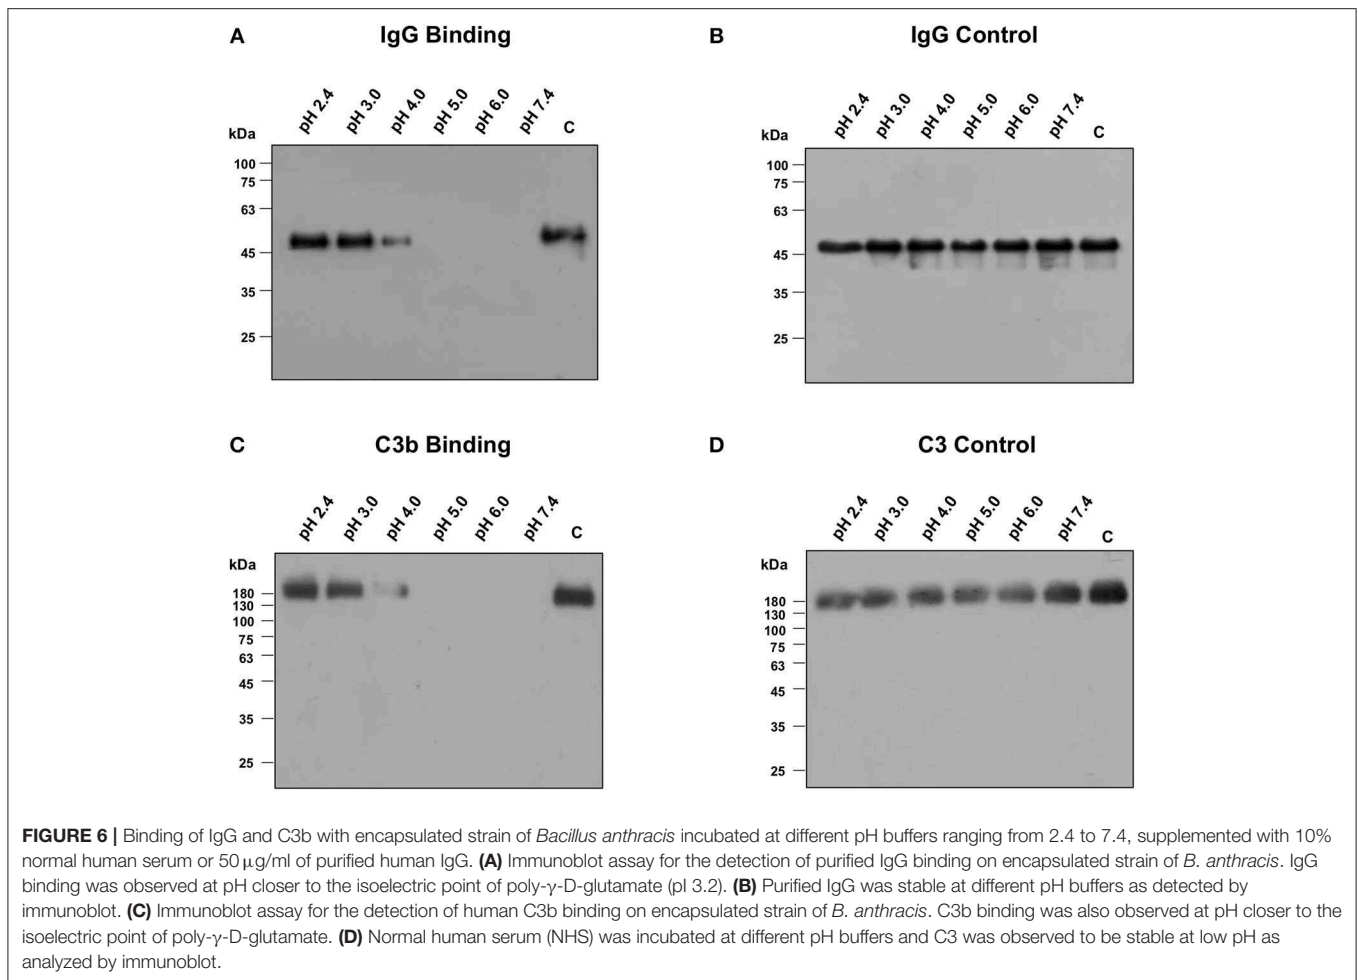 A
IgG Binding
pH 2.4
pH 3.0
pH 4.0
pH 5.0
pH 6.0
pH 7.4
C
kDa
100
75
63
45
35
25
B
IgG Control
pH 2.4
pH 3.0
pH 4.0
pH 5.0
pH 6.0
pH 7.4
C
kDa
100
75
63
45
35
25
C
C3b Binding
pH 2.4
pH 3.0
pH 4.0
pH 5.0
pH 6.0
pH 7.4
C
kDa
180
130
100
75
63
45
35
25
D
C3 Control
pH 2.4
pH 3.0
pH 4.0
pH 5.0
pH 6.0
pH 7.4
C
kDa
180
130
100
75
63
45
35
25
FIGURE 6 | Binding of IgG and C3b with encapsulated strain of Bacillus anthracis incubated at different pH buffers ranging from 2.4 to 7.4, supplemented with 10%
normal human serum or 50 μg/ml of purified human IgG. (A) Immunoblot assay for the detection of purified IgG binding on encapsulated strain of B. anthracis. IgG
binding was observed at pH closer to the isoelectric point of poly-γ-D-glutamate (pI 3.2). (B) Purified IgG was stable at different pH buffers as detected by
immunoblot. (C) Immunoblot assay for the detection of human C3b binding on encapsulated strain of B. anthracis. C3b binding was also observed at pH closer to the
isoelectric point of poly-γ-D-glutamate. (D) Normal human serum (NHS) was incubated at different pH buffers and C3 was observed to be stable at low pH as
analyzed by immunoblot.